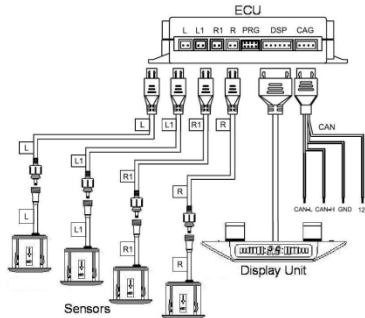 ECU
L L1 R1 R PRG DSP CAG
L L1 R1 R
CAN
L
L1
R1
R
CAN-L CAN-H GND 12
L
L1
R1
R
Display Unit
Sensors